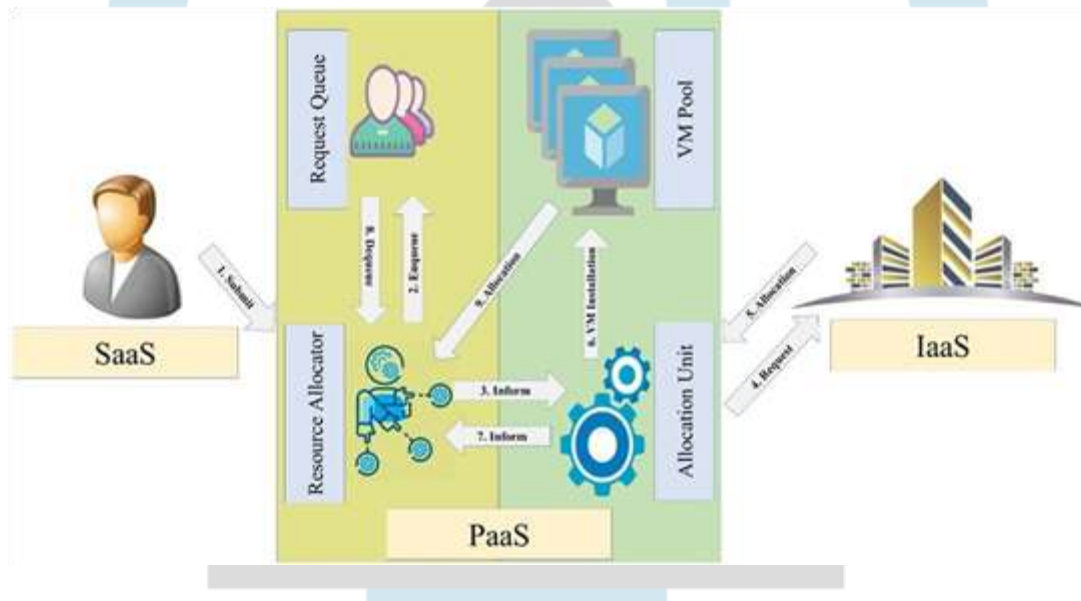 Request Queue
VM Pool
8. Dequeue
2. Enqueue
9. Allocation
6. VM Installation
1. Submit
5. Allocation
4. Request
SaaS
IaaS
Resource Allocator
3. Inform
7. Inform
Allocation Unit
PaaS